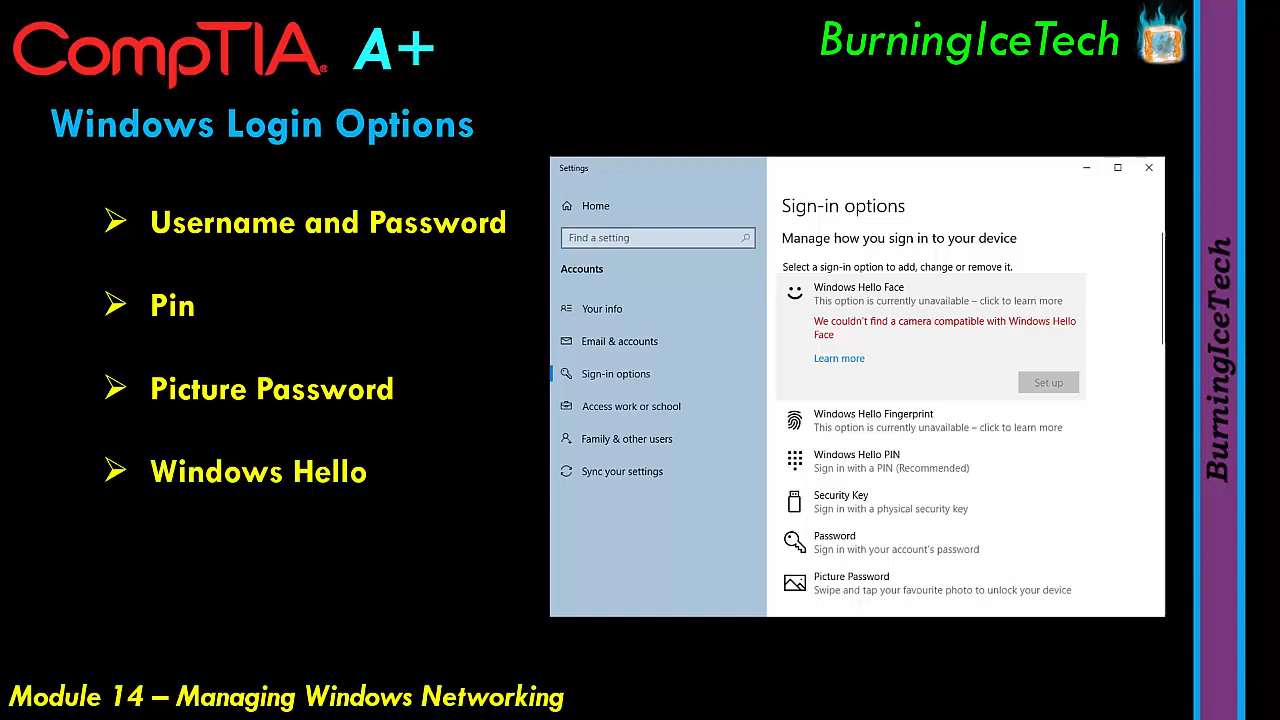 CompTIA. A+
BurningIceTech
Windows Login Options
Username and Password
Pin
Picture Password
Windows Hello
Settings
Home
Find a setting
Accounts
Your info
Email & accounts
Sign-in options
Access work or school
Family & other users
Sync your settings
Sign-in options
Manage how you sign in to your device
Select a sign-in option to add, change or remove it.
Windows Hello Face
This option is currently unavailable – click to learn more
We couldn't find a camera compatible with Windows Hello
Face
Learn more
Set up
Windows Hello Fingerprint
This option is currently unavailable – click to learn more
Windows Hello PIN
Sign in with a PIN (Recommended)
Security Key
Sign in with a physical security key
Password
Sign in with your account's password
Picture Password
Swipe and tap your favourite photo to unlock your device
BurningIceTech
Module 14 – Managing Windows Networking